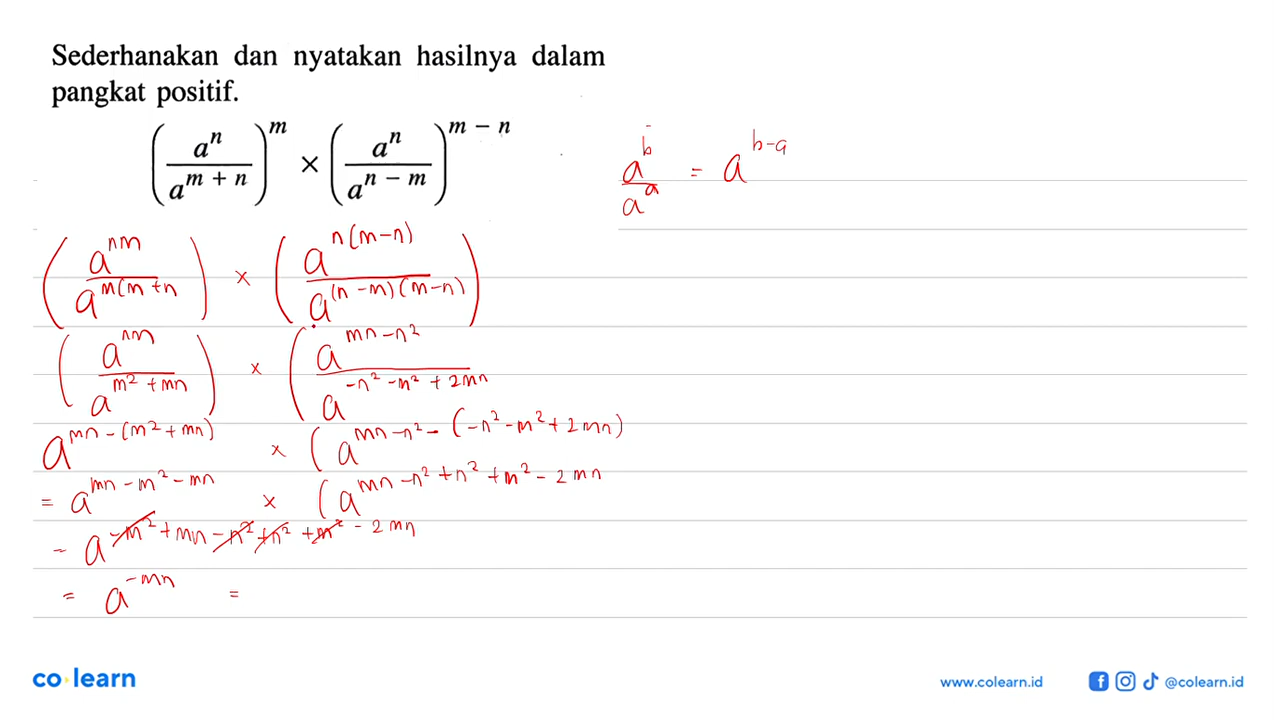 Sederhanakan dan nyatakan hasilnya dalam
pangkat positif.
(a^n / a^(m + n))^m × (a^n / a^(n - m))^(m - n)
a^b / a^a = a^(b-a)
(a^(nm) / a^(m(m+n)) × (a^(n(m-n)) / a^((n-m)(m-n)))
(a^(nm) / a^(m²+mn)) × (a^(mn-n²) / a^(-n²-m²+2mn)
a^(mn-(m²+mn)) × (a^(mn-n²-(-n²-m²+2mn))
= a^(mn-m²-mn) × (a^(mn-n²+n²+m²-2mn)
= a^(-m²+mn-n²+n²+m²-2mn)
= a^(-mn) =
co learn
www.colearn.id @colearn.id